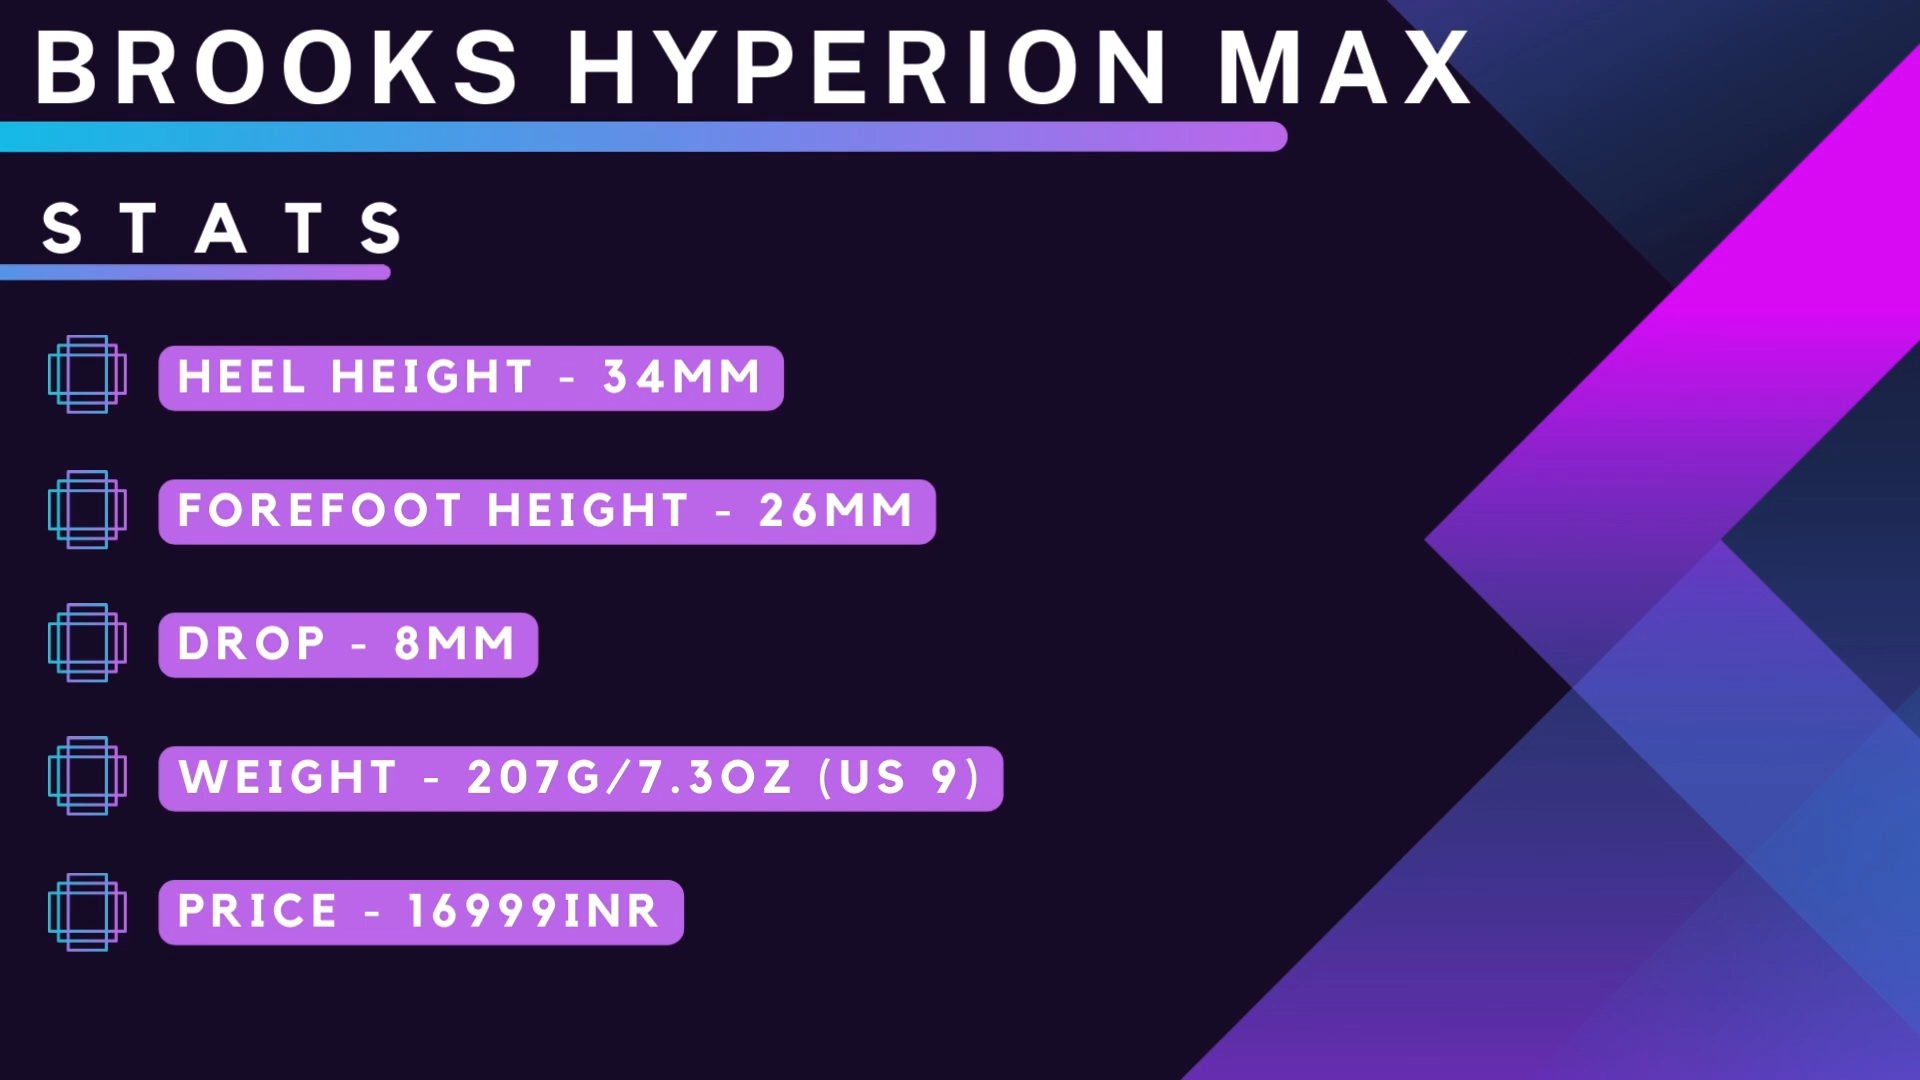 BROOKS HYPERION MAX
STATS
HEEL HEIGHT - 34MM
FOREFOOT HEIGHT - 26MM
DROP - 8MM
WEIGHT - 207G/7.3OZ (US 9)
PRICE - 16999INR